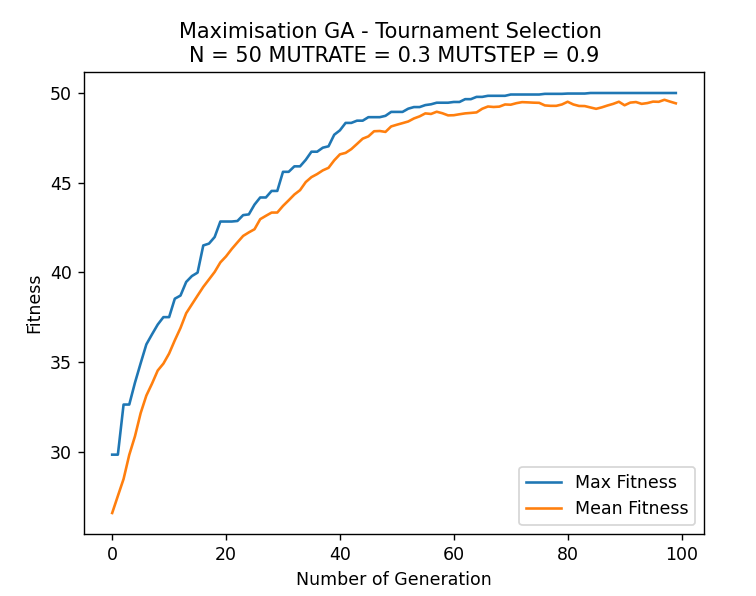 Maximisation GA - Tournament Selection
N = 50 MUTRATE = 0.3 MUTSTEP = 0.9
50
45
40
35
30
Fitness
Max Fitness
Mean Fitness
0 20 40 60 80 100
Number of Generation